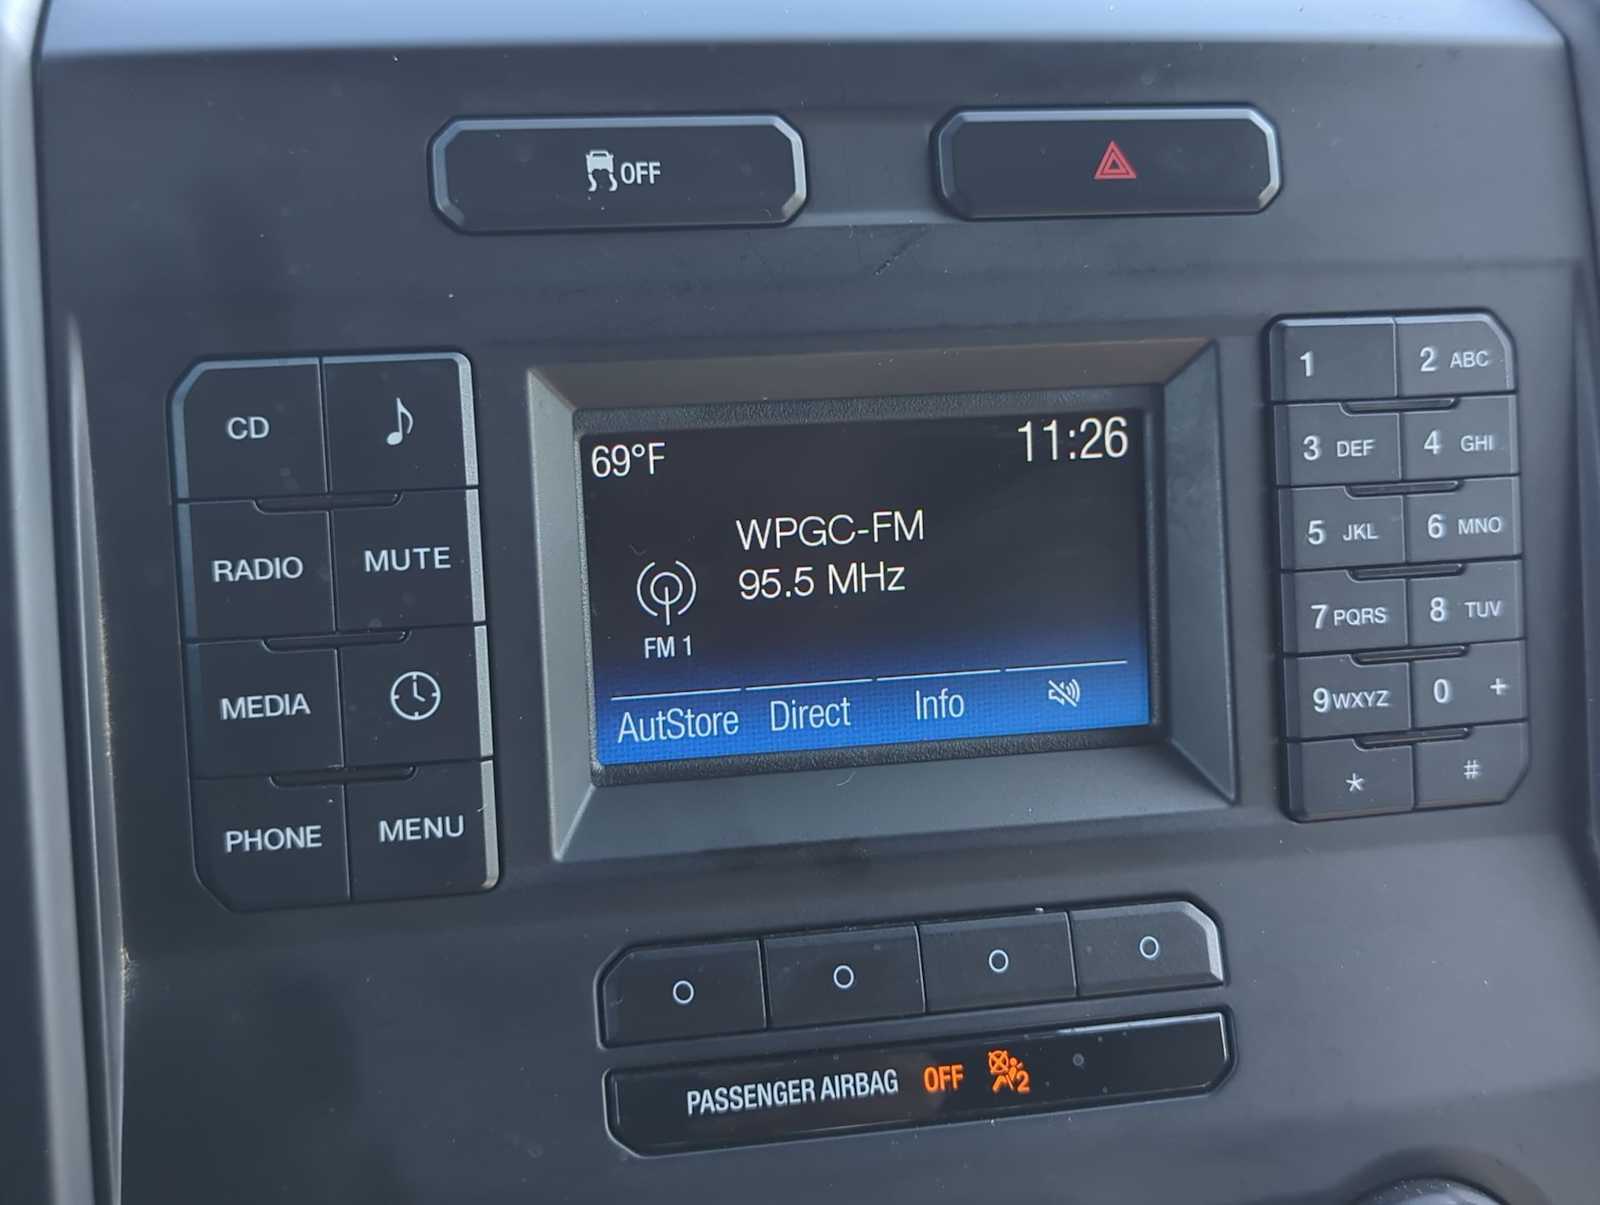 OFF
69°F
11:26
WPGC-FM
95.5 MHz
FM 1
AutStore Direct Info
CD
RADIO MUTE
MEDIA
PHONE MENU
1 2 ABC
3 DEF 4 GHI
5 JKL 6 MNO
7 PQRS 8 TUV
9 WXYZ 0 +
* #
PASSENGER AIRBAG OFF 2